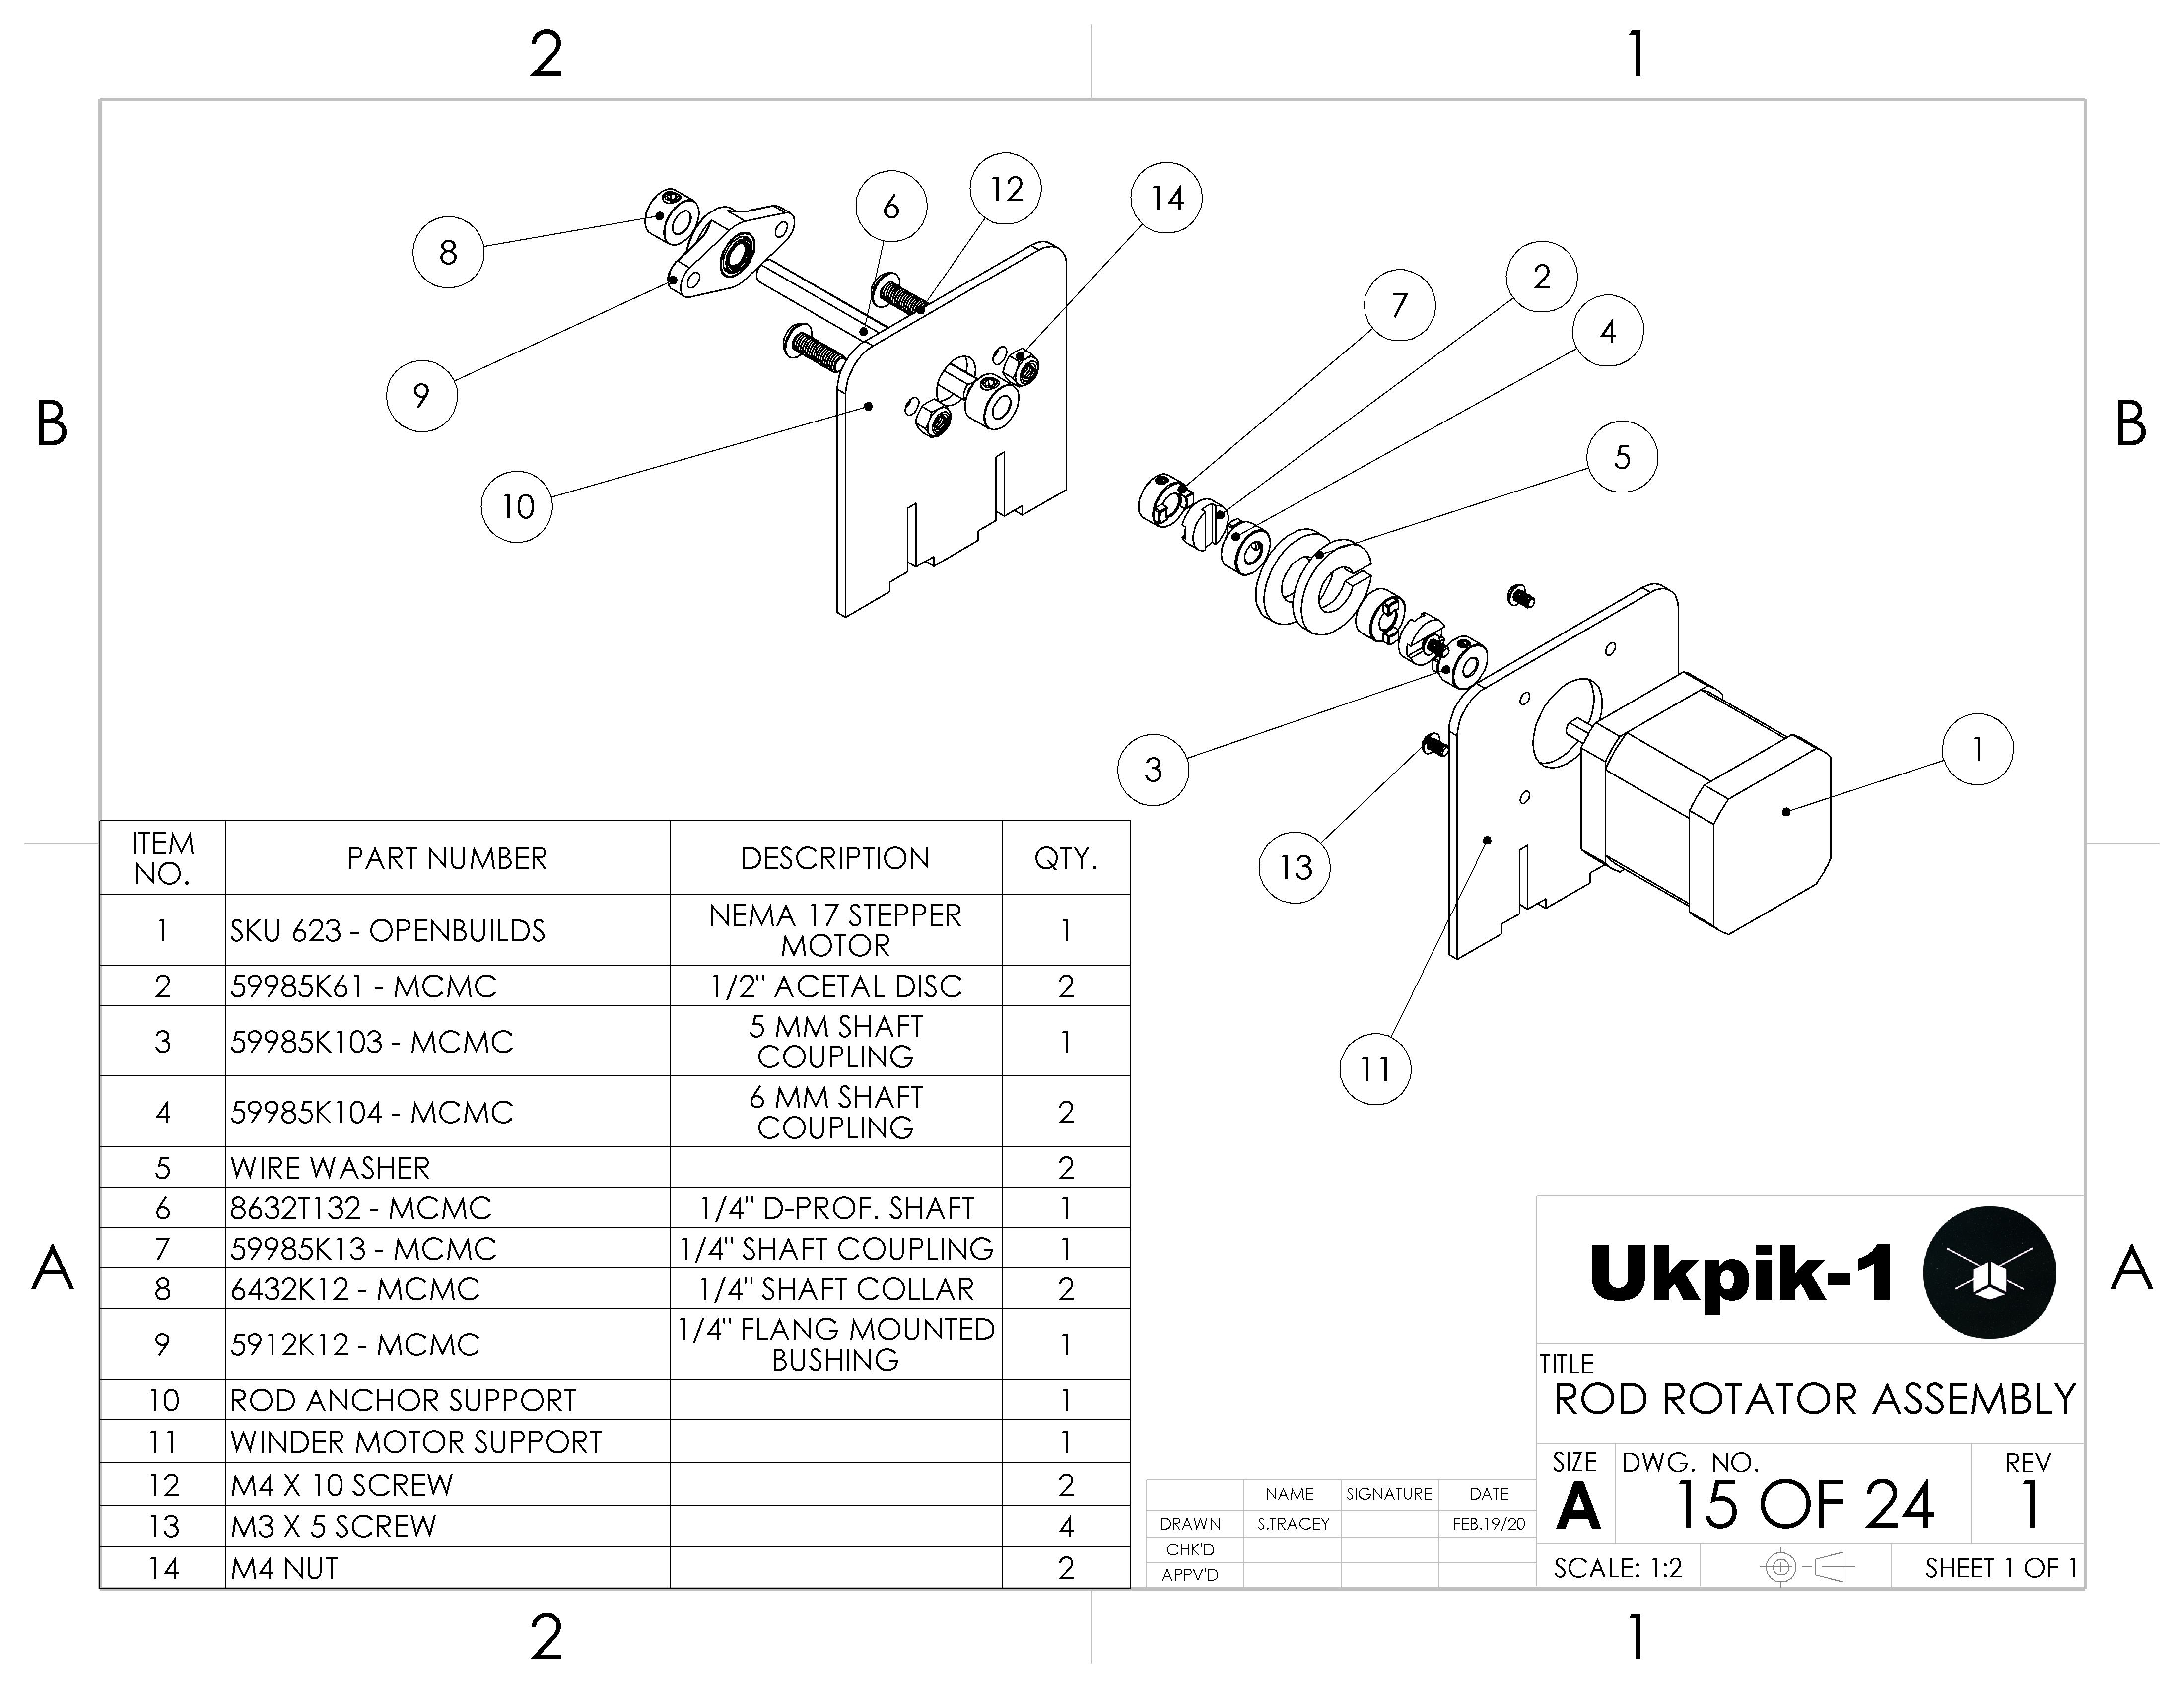 2 1
8
6
12
14
7
2
4
9
10
5
B B
3
13
1
11
ITEM NO. PART NUMBER DESCRIPTION QTY.
1 SKU 623 - OPENBUILDS NEMA 17 STEPPER MOTOR 1
2 59985K61 - MCMC 1/2" ACETAL DISC 2
3 59985K103 - MCMC 5 MM SHAFT COUPLING 1
4 59985K104 - MCMC 6 MM SHAFT COUPLING 2
5 WIRE WASHER 2
6 8632T132 - MCMC 1/4" D-PROF. SHAFT 1
7 59985K13 - MCMC 1/4" SHAFT COUPLING 1
8 6432K12 - MCMC 1/4" SHAFT COLLAR 2
9 5912K12 - MCMC 1/4" FLANG MOUNTED BUSHING 1
10 ROD ANCHOR SUPPORT 1
11 WINDER MOTOR SUPPORT 1
12 M4 X 10 SCREW 2
13 M3 X 5 SCREW 4
14 M4 NUT 2
A A
Ukpik-1
TITLE
ROD ROTATOR ASSEMBLY
SIZE DWG. NO. REV
A 15 OF 24 1
SCALE: 1:2 SHEET 1 OF 1
NAME SIGNATURE DATE
DRAWN S.TRACEY FEB.19/20
CHK'D
APPV'D
2 1